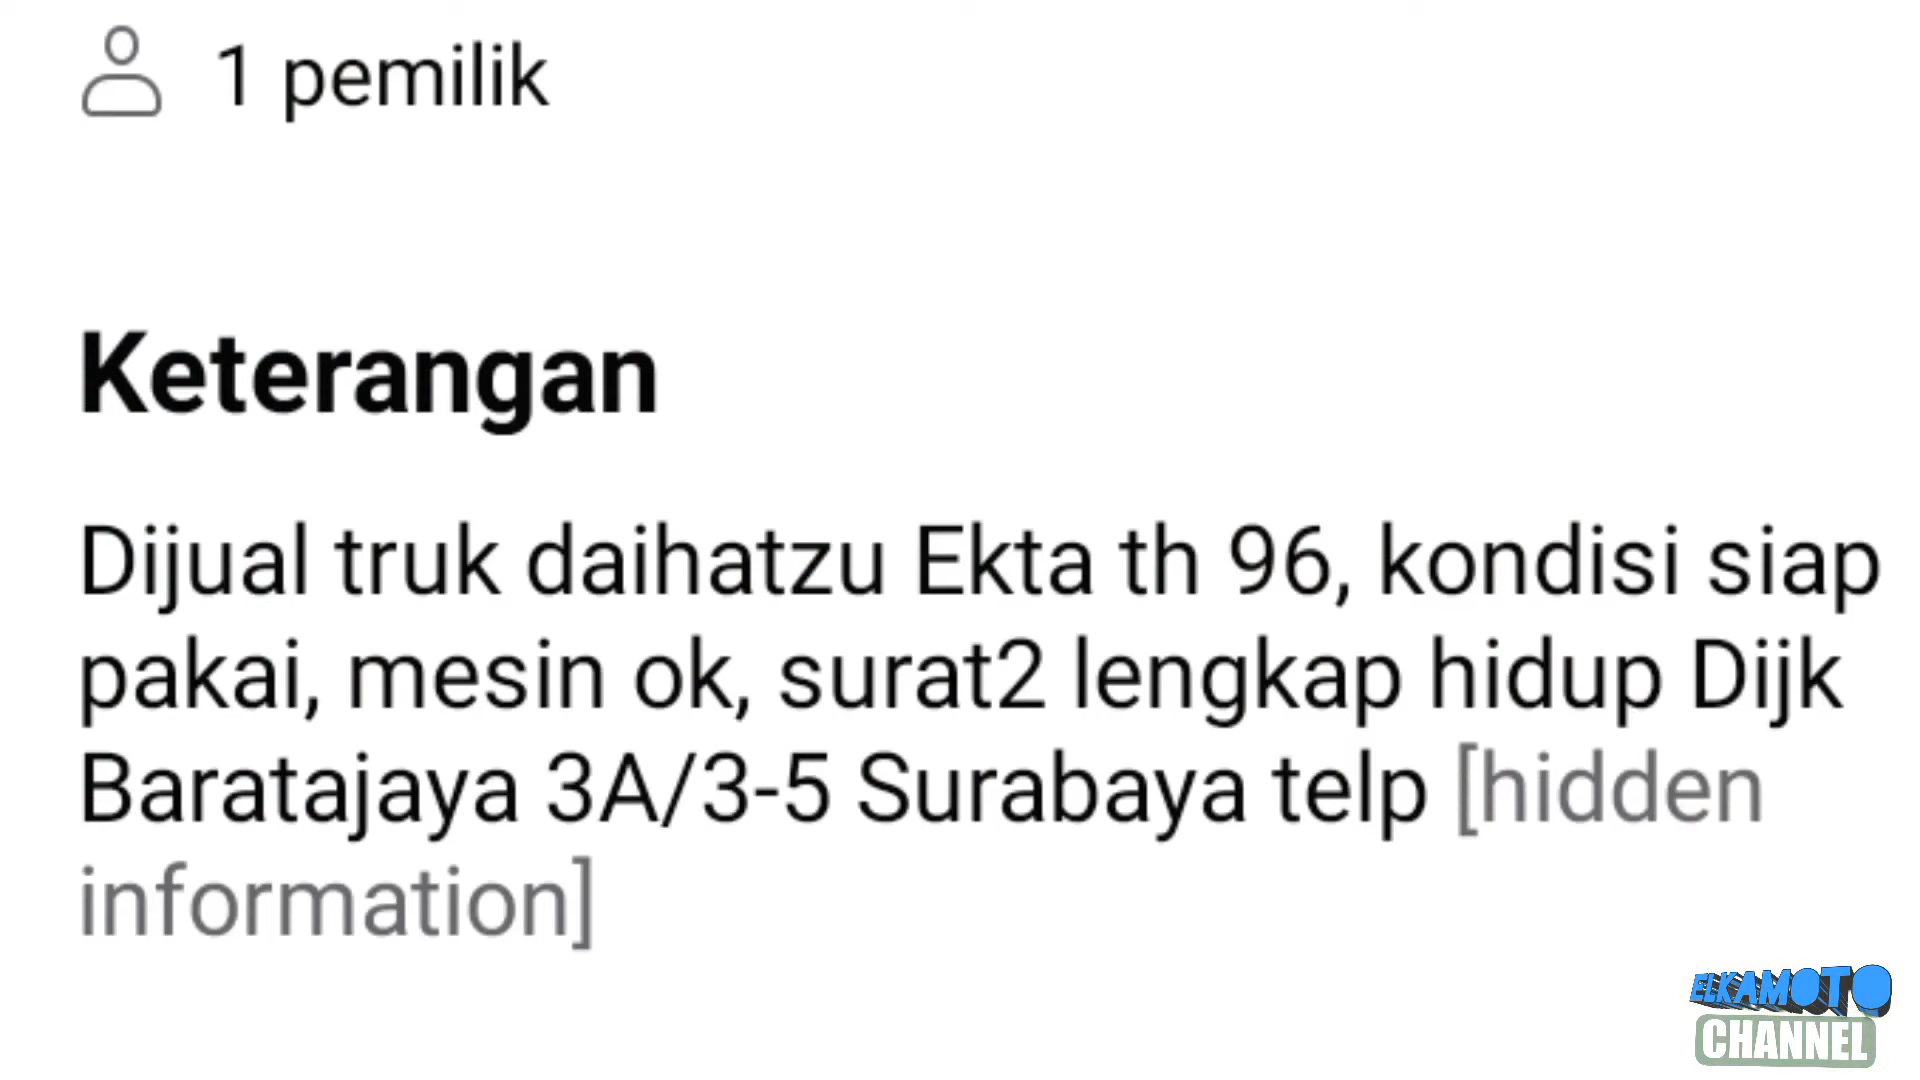 1 pemilik
Keterangan
Dijual truk daihatzu Ekta th 96, kondisi siap
pakai, mesin ok, surat2 lengkap hidup Dijk
Baratajaya 3A/3-5 Surabaya telp [hidden
information]
ELKAMOTO
CHANNEL